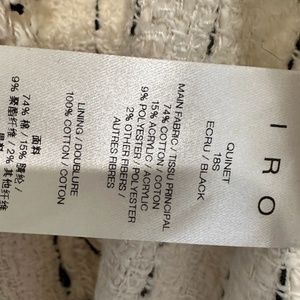 I R O
QUINET
18S
ECRU / BLACK
MAIN FABRIC / TISSU PRINCIPAL
74% COTTON / COTON
15% ACRYLIC / ACRYLIC
9% POLYESTER / POLYESTER
2% OTHER FIBERS /
AUTRES FIBRES
LINING / DOUBLURE
100% COTTON / COTON
面料
74% 棉 / 15% 腈纶 /
9% 聚酯纤维 / 2% 其他纤维